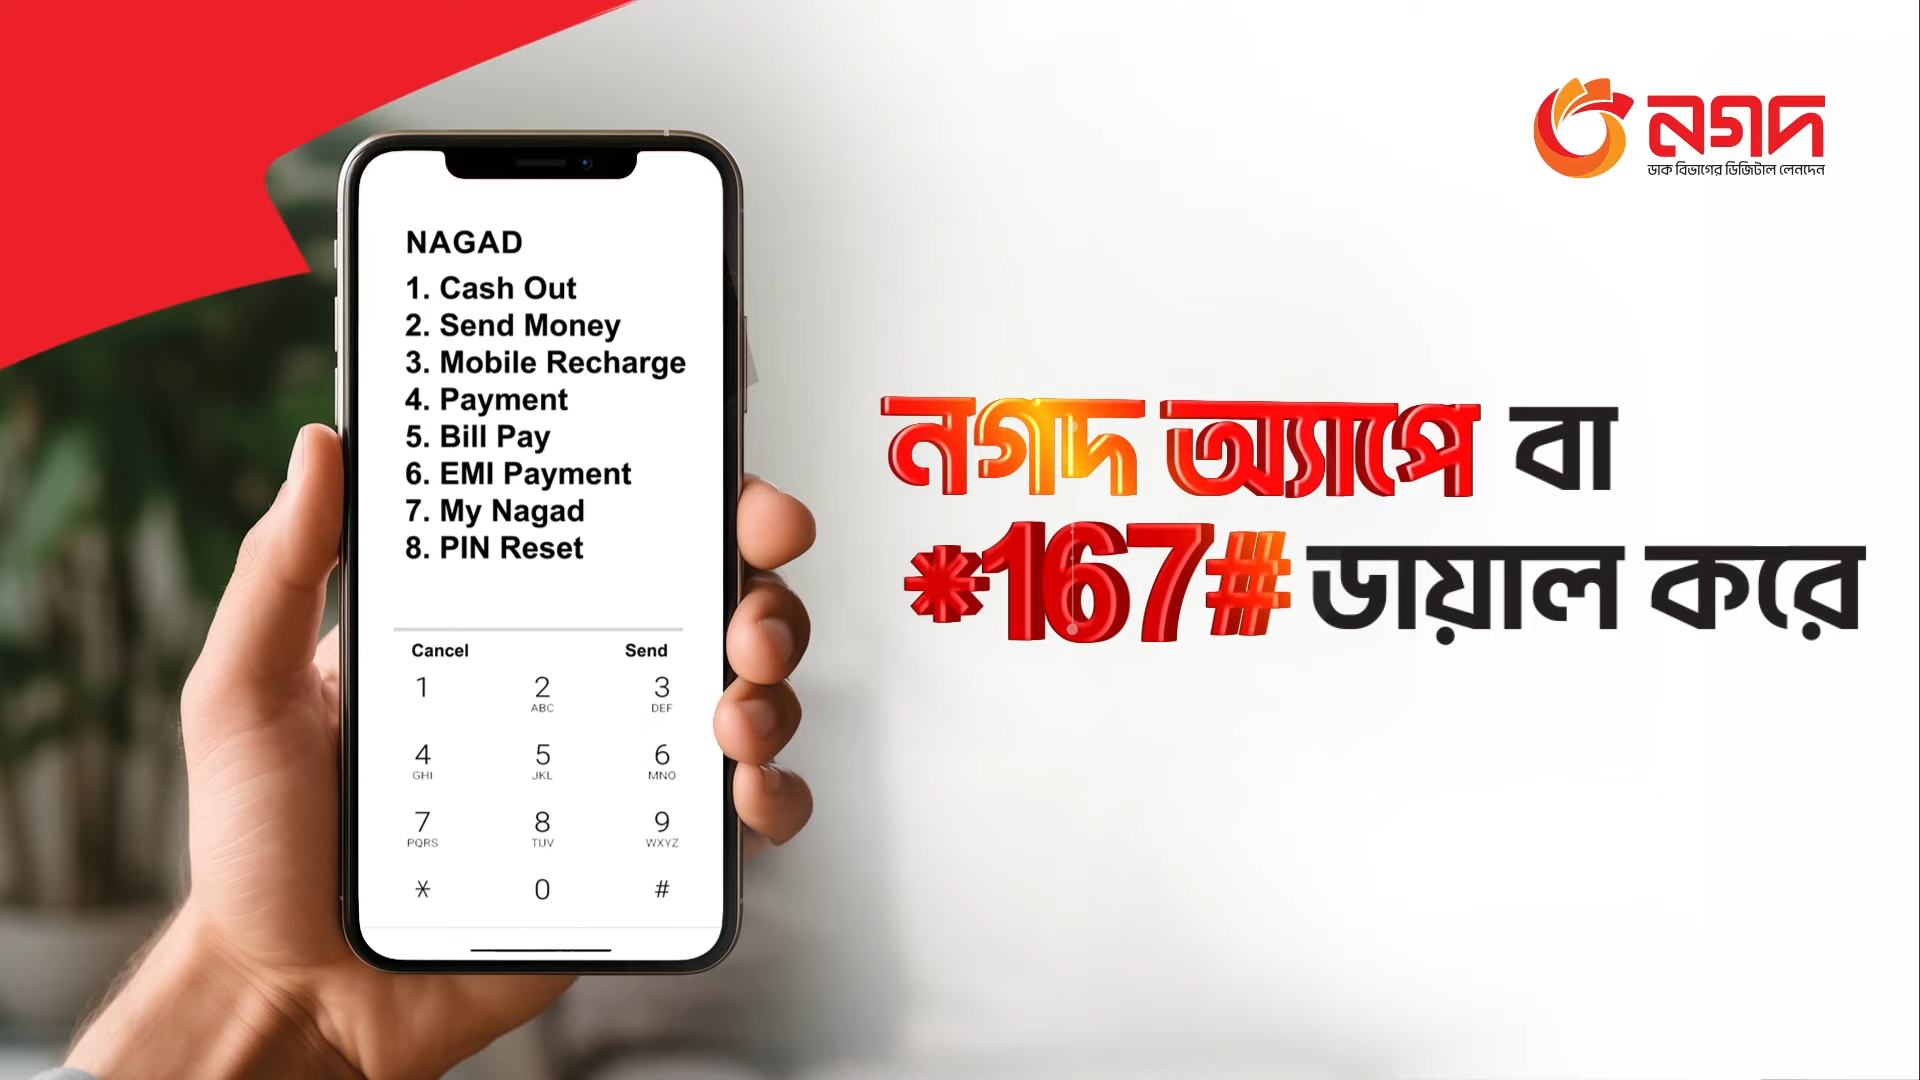 নগদ
ডাক বিভাগের ডিজিটাল লেনদেন
NAGAD
1. Cash Out
2. Send Money
3. Mobile Recharge
4. Payment
5. Bill Pay
6. EMI Payment
7. My Nagad
8. PIN Reset
Cancel Send
1 2 3
ABC DEF
4 5 6
GHI JKL MNO
7 8 9
PQRS TUV WXYZ
* 0 #
নগদ অ্যাপে বা
*167# ডায়াল করে